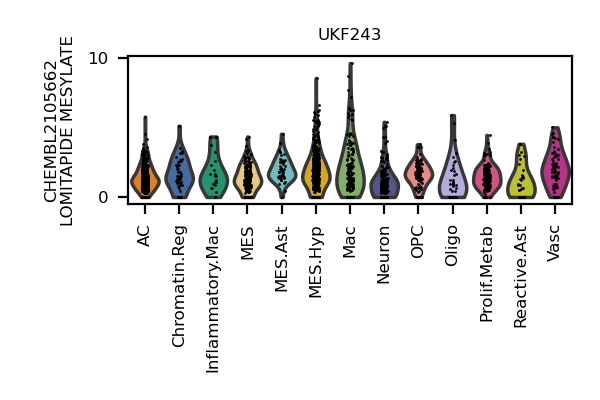 UKF243
CHEMBL2105662
LOMITAPIDE MESYLATE
10
0
AC
Chromatin.Reg
Inflammatory.Mac
MES
MES.Ast
MES.Hyp
Mac
Neuron
OPC
Oligo
Prolif.Metab
Reactive.Ast
Vasc